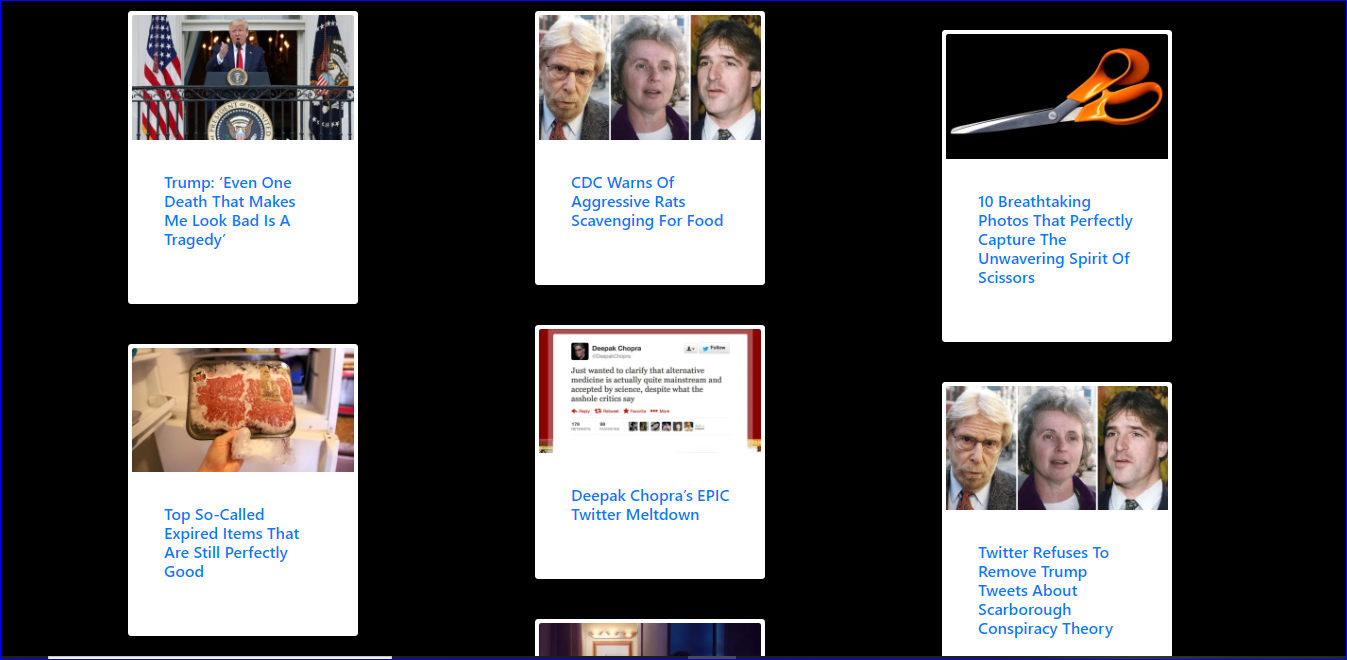 Trump: ‘Even One
Death That Makes
Me Look Bad Is A
Tragedy’
CDC Warns Of
Aggressive Rats
Scavenging For Food
10 Breathtaking
Photos That Perfectly
Capture The
Unwavering Spirit Of
Scissors
Top So-Called
Expired Items That
Are Still Perfectly
Good
Deepak Chopra
@DeepakChopra
Follow
Just wanted to clarify that alternative
medicine is actually quite mainstream and
accepted by science, despite what the
asshole critics say
Reply Retweet Favorite More
Deepak Chopra’s EPIC
Twitter Meltdown
Twitter Refuses To
Remove Trump
Tweets About
Scarborough
Conspiracy Theory